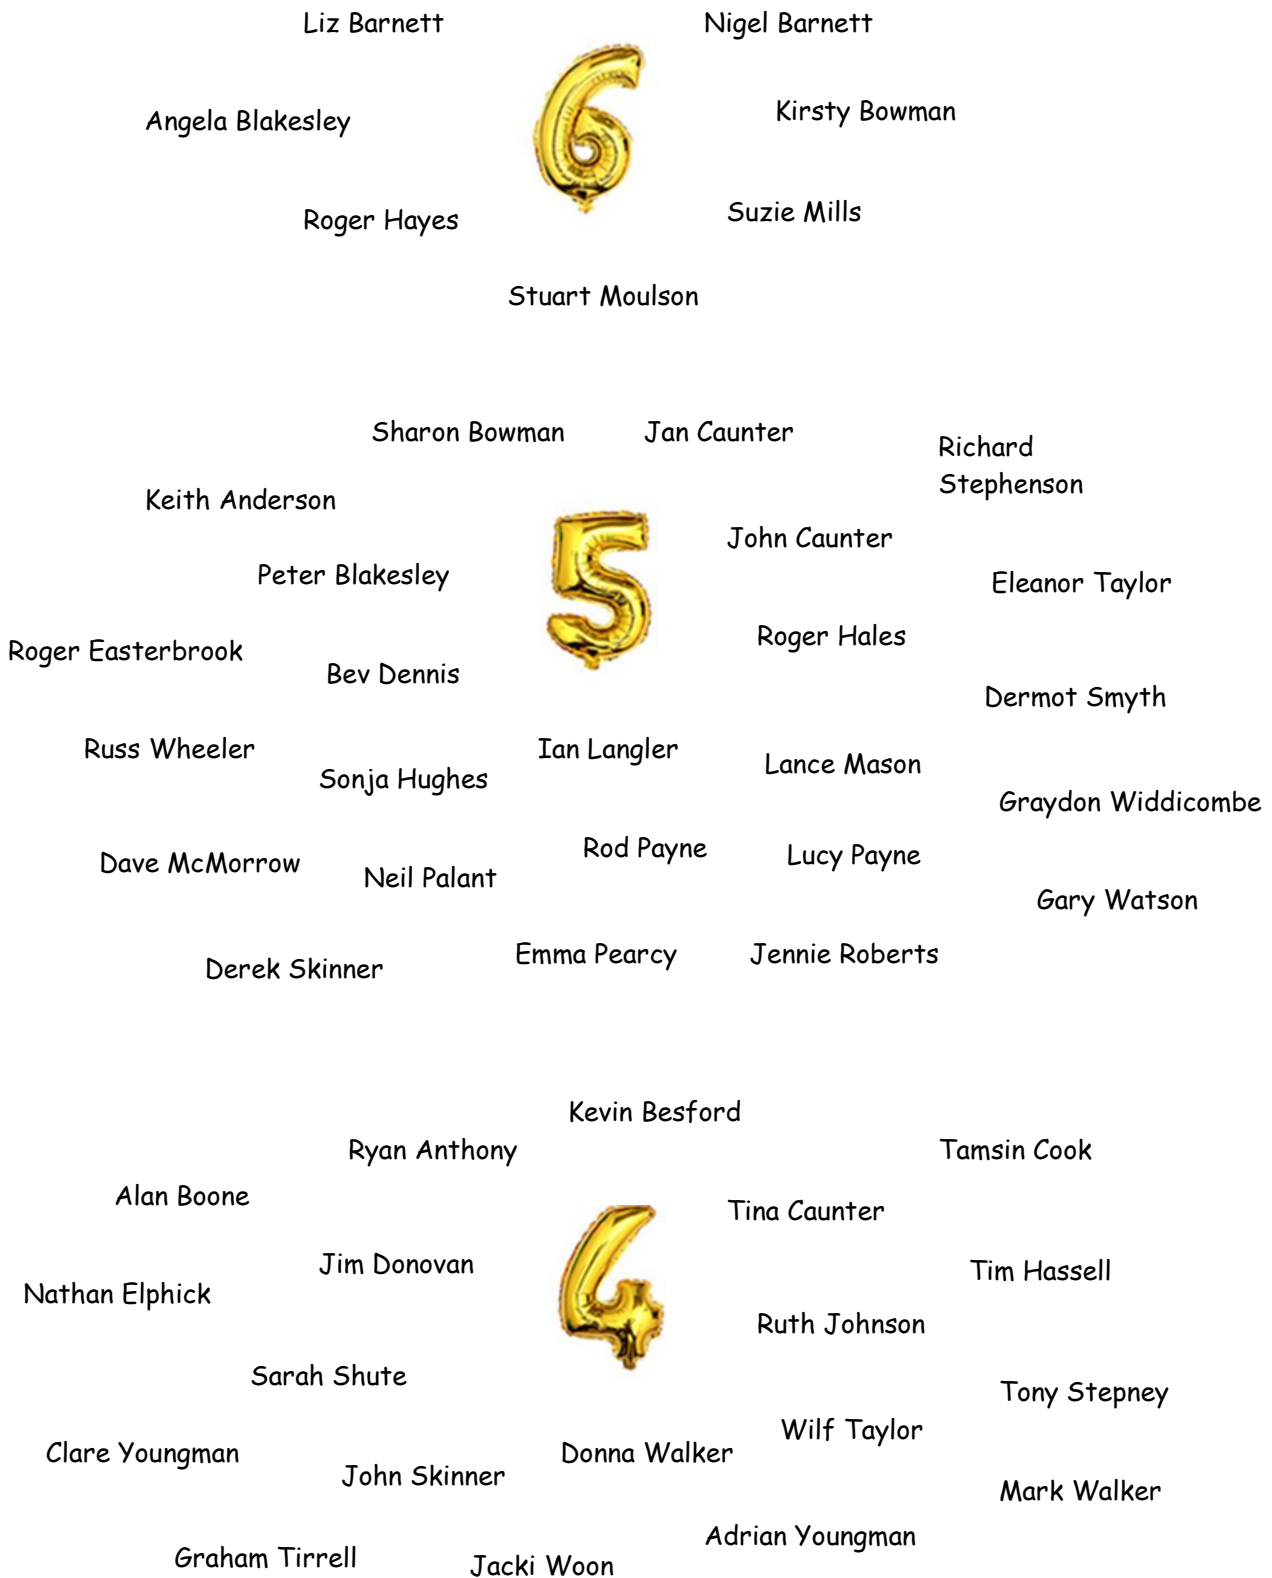 Liz Barnett
Nigel Barnett
Angela Blakesley
Kirsty Bowman
6
Roger Hayes
Suzie Mills
Stuart Moulson
Sharon Bowman
Jan Caunter
Richard
Stephenson
Keith Anderson
John Caunter
5
Peter Blakesley
Eleanor Taylor
Roger Easterbrook
Roger Hales
Bev Dennis
Dermot Smyth
Russ Wheeler
Ian Langler
Lance Mason
Sonja Hughes
Graydon Widdicombe
Dave McMorrow
Rod Payne
Lucy Payne
Neil Palant
Gary Watson
Derek Skinner
Emma Pearcy
Jennie Roberts
Kevin Besford
Ryan Anthony
Tamsin Cook
Alan Boone
Tina Caunter
4
Jim Donovan
Tim Hassell
Nathan Elphick
Ruth Johnson
Sarah Shute
Tony Stepney
Wilf Taylor
Clare Youngman
Donna Walker
John Skinner
Mark Walker
Adrian Youngman
Graham Tirrell
Jacki Woon